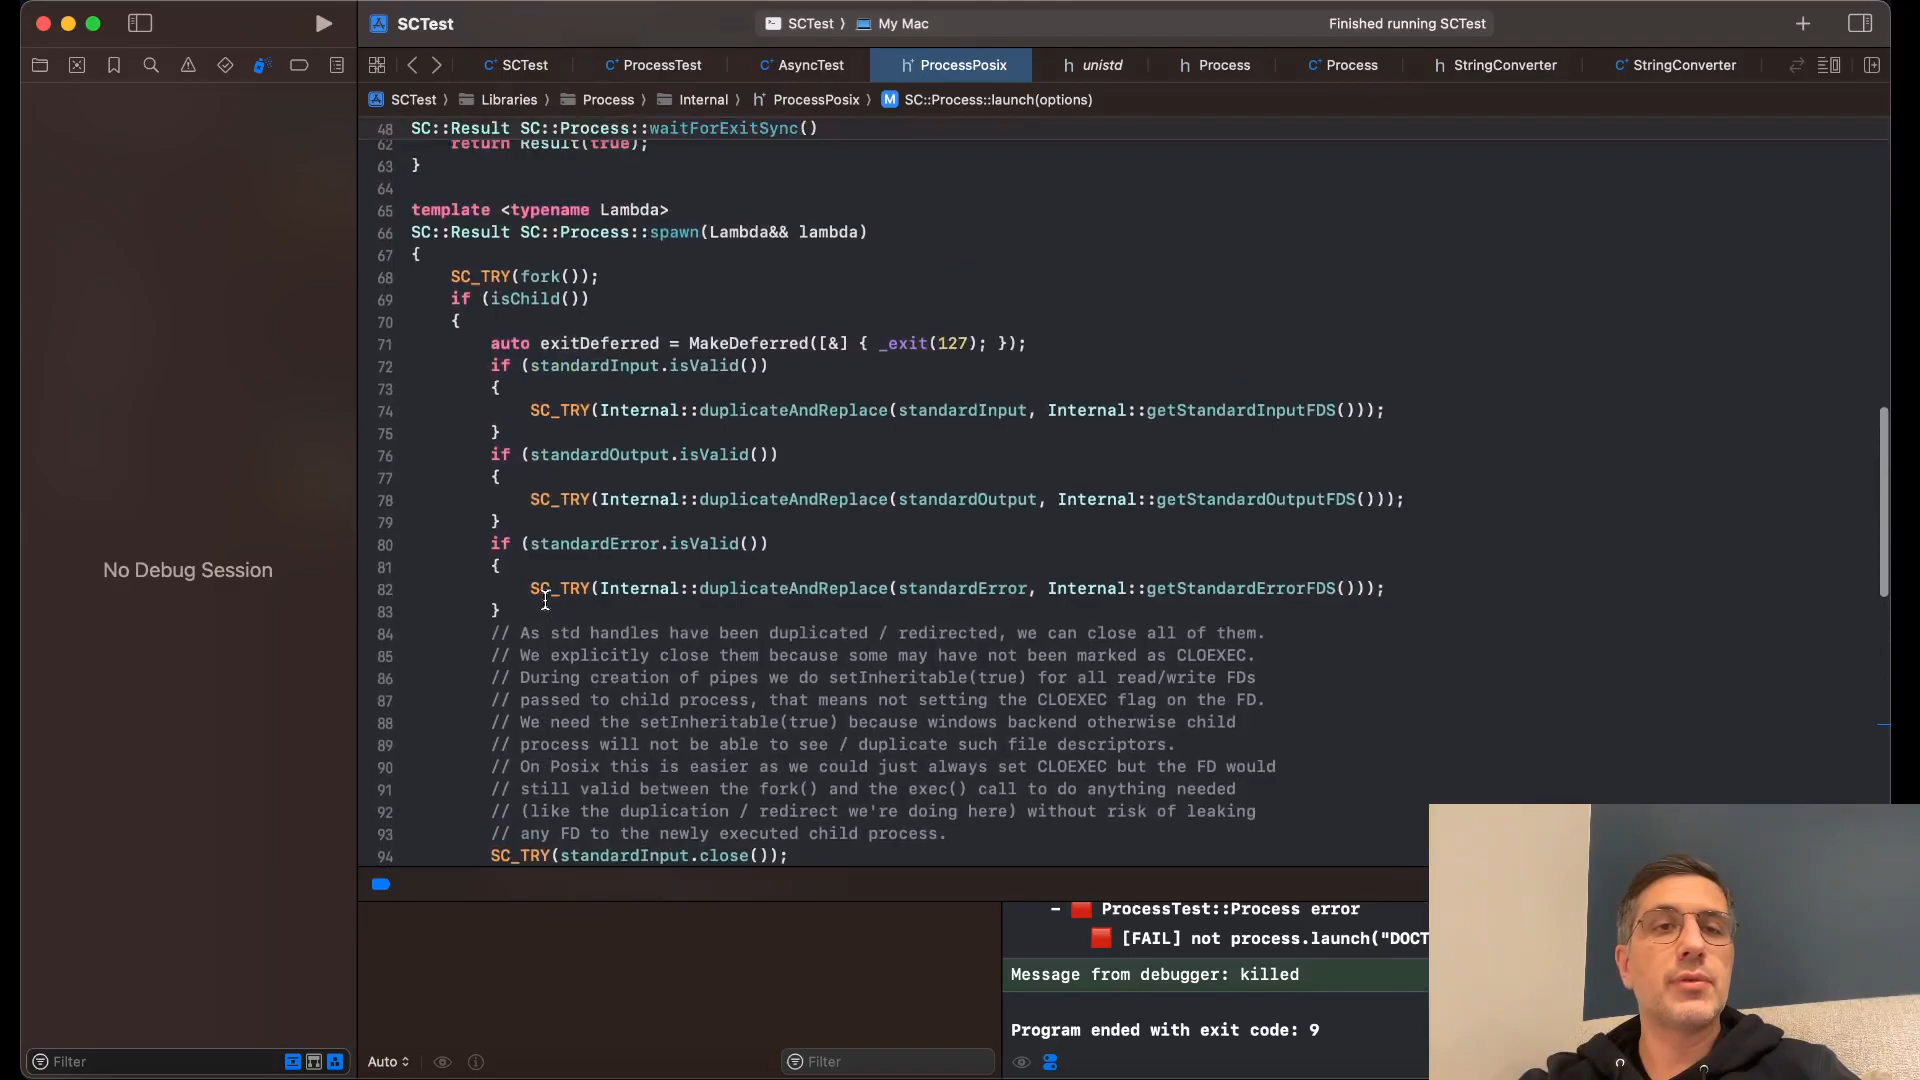 SCTest
SCTest
My Mac
Finished running SCTest
SCTest
ProcessTest
AsyncTest
ProcessPosix
unistd
Process
Process
StringConverter
StringConverter
SCTest
Libraries
Process
Internal
ProcessPosix
M SC::Process::launch(options)
48 SC::Result SC::Process::waitForExitSync()
62 return Result(true);
63 }
64
65 template <typename Lambda>
66 SC::Result SC::Process::spawn(Lambda&& lambda)
67 {
68 SC_TRY(fork());
69 if (isChild())
70 {
71 auto exitDeferred = MakeDeferred([&] { _exit(127); });
72 if (standardInput.isValid())
73 {
74 SC_TRY(Internal::duplicateAndReplace(standardInput, Internal::getStandardInputFDS()));
75 }
76 if (standardOutput.isValid())
77 {
78 SC_TRY(Internal::duplicateAndReplace(standardOutput, Internal::getStandardOutputFDS()));
79 }
80 if (standardError.isValid())
81 {
82 SC_TRY(Internal::duplicateAndReplace(standardError, Internal::getStandardErrorFDS()));
83 }
84 // As std handles have been duplicated / redirected, we can close all of them.
85 // We explicitly close them because some may have not been marked as CLOEXEC.
86 // During creation of pipes we do setInheritable(true) for all read/write FDs
87 // passed to child process, that means not setting the CLOEXEC flag on the FD.
88 // We need the setInheritable(true) because windows backend otherwise child
89 // process will not be able to see / duplicate such file descriptors.
90 // On Posix this is easier as we could just always set CLOEXEC but the FD would
91 // still valid between the fork() and the exec() call to do anything needed
92 // (like the duplication / redirect we're doing here) without risk of leaking
93 // any FD to the newly executed child process.
94 SC_TRY(standardInput.close());
No Debug Session
- ProcessTest::Process error
[FAIL] not process.launch("DOCT
Message from debugger: killed
Program ended with exit code: 9
Filter
Auto
Filter